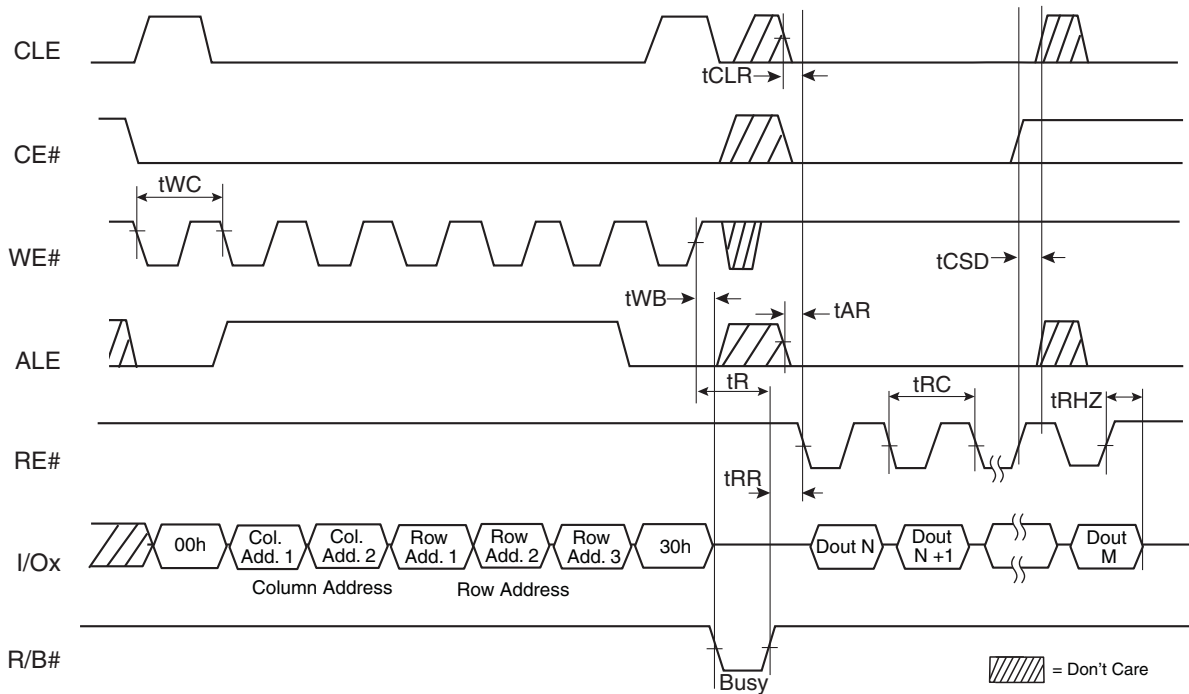 CLE
tCLR
CE#
tWC
WE#
tCSD
tWB
tAR
ALE
tR
tRC
tRHZ
RE#
tRR
I/Ox
00h
Col. Add. 1
Col. Add. 2
Row Add. 1
Row Add. 2
Row Add. 3
30h
Dout N
Dout N +1
Dout M
Column Address
Row Address
R/B#
Busy
= Don't Care